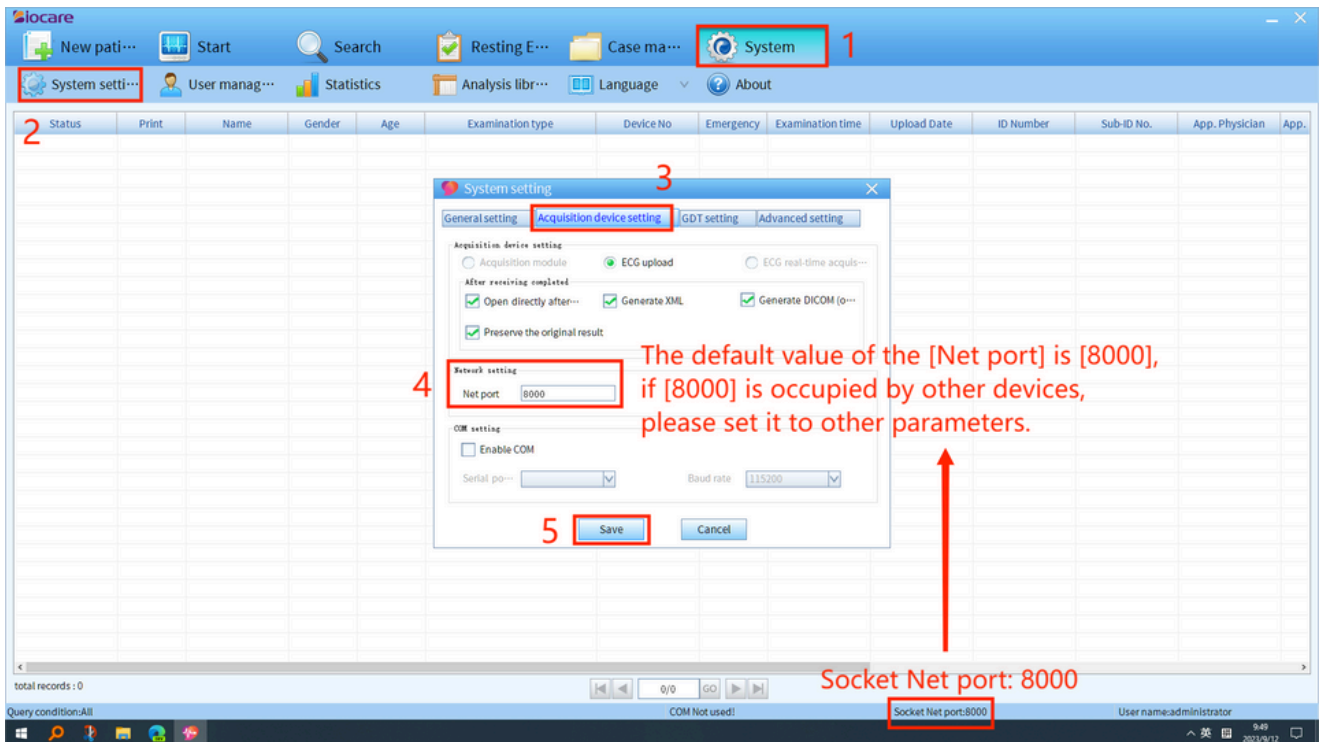 Biocare
New pati···
Start
Search
Resting E···
Case ma···
System
1
System setti···
User manag···
Statistics
Analysis libr···
Language
About
2
Status Print Name Gender Age Examination type Device No Emergency Examination time Upload Date ID Number Sub-ID No. App. Physician App.
3
System setting
General setting Acquisition device setting GDT setting Advanced setting
Acquisition device setting
Acquisition module ECG upload ECG real-time acquis···
After receiving completed
Open directly after··· Generate XML Generate DICOM (o···
Preserve the original result
4
Network setting
Net port 8000
The default value of the [Net port] is [8000],
if [8000] is occupied by other devices,
please set it to other parameters.
COM setting
Enable COM
Serial po··· Baud rate 115200
5
Save Cancel
Socket Net port: 8000
total records : 0
0/0 GO
Query condition:All COM Not used! Socket Net port:8000 User name:administrator
英
9:49
2023/9/12